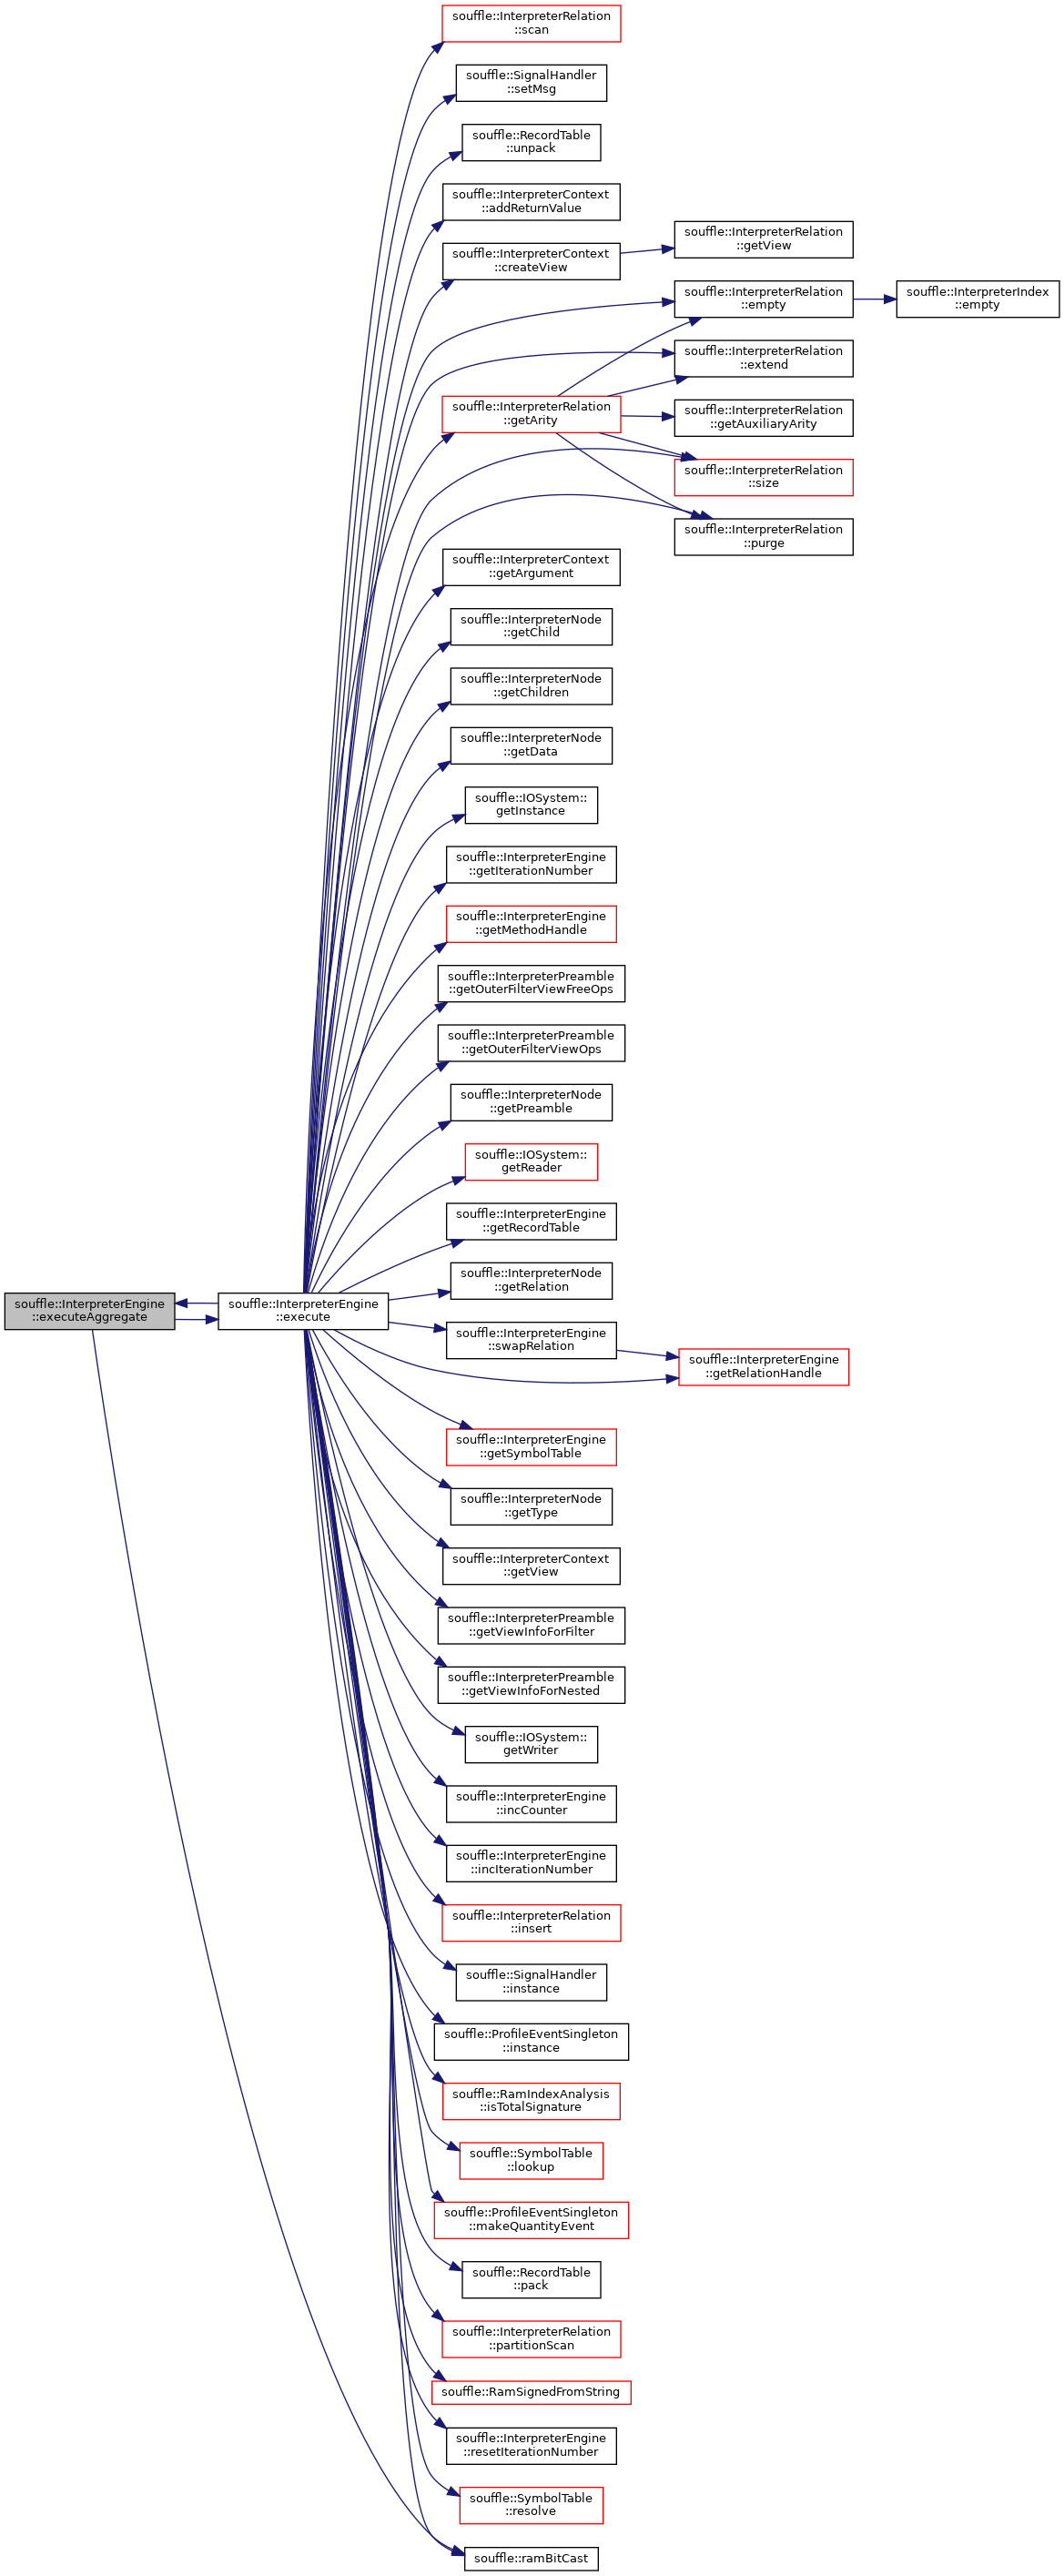 souffle::InterpreterRelation
::scan
souffle::SignalHandler
::setMsg
souffle::RecordTable
::unpack
souffle::InterpreterContext
::addReturnValue
souffle::InterpreterContext
::createView
souffle::InterpreterRelation
::getView
souffle::InterpreterRelation
::empty
souffle::InterpreterIndex
::empty
souffle::InterpreterRelation
::extend
souffle::InterpreterRelation
::getArity
souffle::InterpreterRelation
::getAuxiliaryArity
souffle::InterpreterRelation
::size
souffle::InterpreterRelation
::purge
souffle::InterpreterContext
::getArgument
souffle::InterpreterNode
::getChild
souffle::InterpreterNode
::getChildren
souffle::InterpreterNode
::getData
souffle::IOSystem::
getInstance
souffle::InterpreterEngine
::getIterationNumber
souffle::InterpreterEngine
::getMethodHandle
souffle::InterpreterPreamble
::getOuterFilterViewFreeOps
souffle::InterpreterPreamble
::getOuterFilterViewOps
souffle::InterpreterNode
::getPreamble
souffle::IOSystem::
getReader
souffle::InterpreterEngine
::getRecordTable
souffle::InterpreterNode
::getRelation
souffle::InterpreterEngine
::executeAggregate
souffle::InterpreterEngine
::execute
souffle::InterpreterEngine
::swapRelation
souffle::InterpreterEngine
::getRelationHandle
souffle::InterpreterEngine
::getSymbolTable
souffle::InterpreterNode
::getType
souffle::InterpreterContext
::getView
souffle::InterpreterPreamble
::getViewInfoForFilter
souffle::InterpreterPreamble
::getViewInfoForNested
souffle::IOSystem::
getWriter
souffle::InterpreterEngine
::incCounter
souffle::InterpreterEngine
::incIterationNumber
souffle::InterpreterRelation
::insert
souffle::SignalHandler
::instance
souffle::ProfileEventSingleton
::instance
souffle::RamIndexAnalysis
::isTotalSignature
souffle::SymbolTable
::lookup
souffle::ProfileEventSingleton
::makeQuantityEvent
souffle::RecordTable
::pack
souffle::InterpreterRelation
::partitionScan
souffle::RamSignedFromString
souffle::InterpreterEngine
::resetIterationNumber
souffle::SymbolTable
::resolve
souffle::ramBitCast